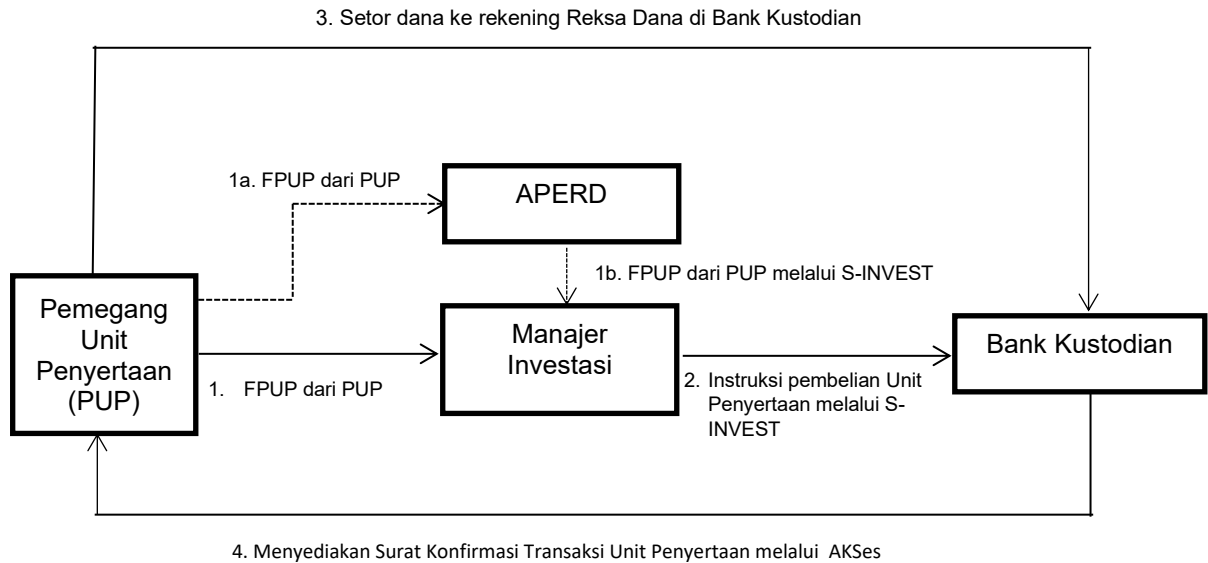 3. Setor dana ke rekening Reksa Dana di Bank Kustodian
1a. FPUP dari PUP
APERD
1b. FPUP dari PUP melalui S-INVEST
Pemegang
Unit
Penyertaan
(PUP)
1. FPUP dari PUP
Manajer
Investasi
2. Instruksi pembelian Unit
Penyertaan melalui S-
INVEST
Bank Kustodian
4. Menyediakan Surat Konfirmasi Transaksi Unit Penyertaan melalui AKSes